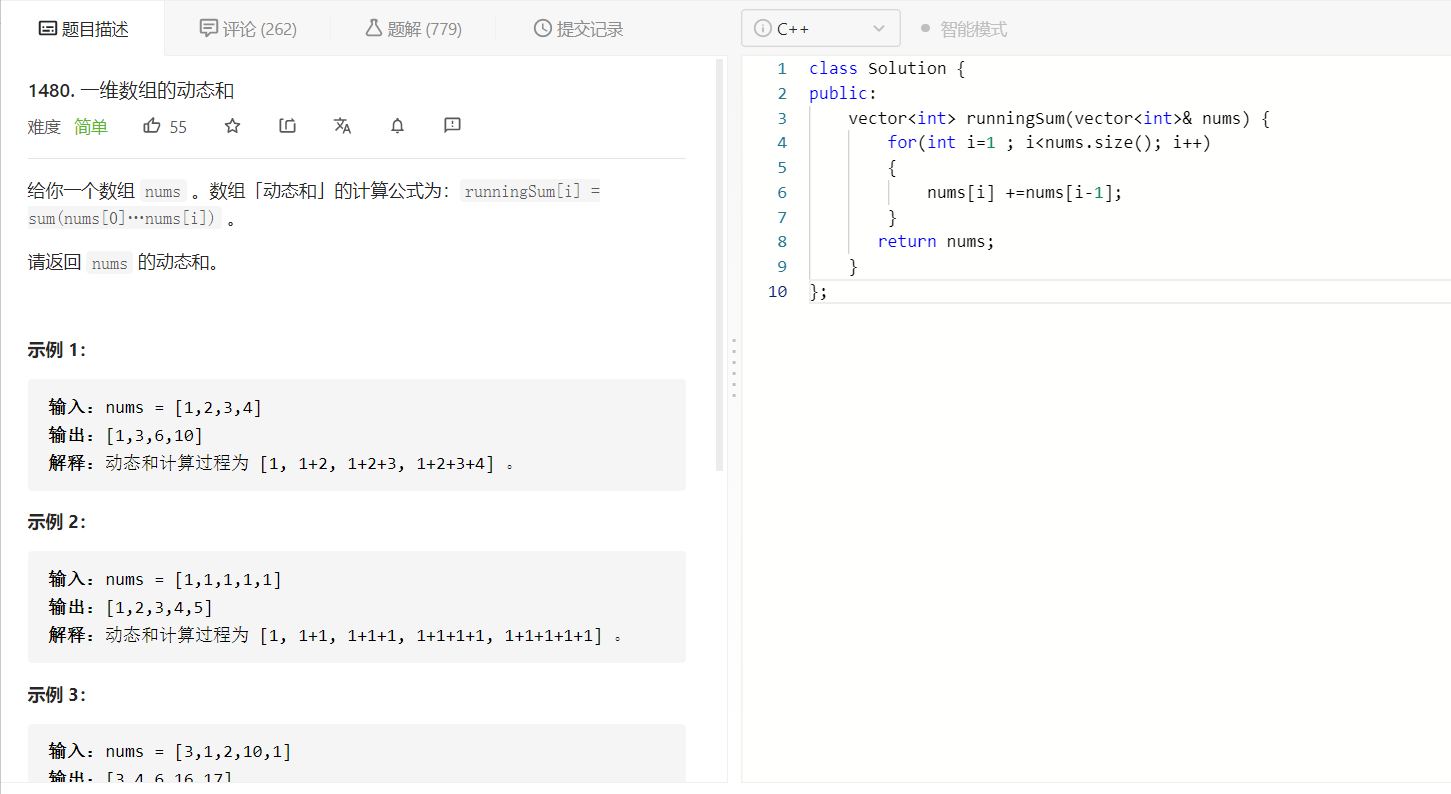 题目描述
评论 (262)
题解 (779)
提交记录
1480. 一维数组的动态和
难度 简单 55
给你一个数组 nums 。数组「动态和」的计算公式为：runningSum[i] =
sum(nums[0]…nums[i]) 。
请返回 nums 的动态和。
示例 1：
输入：nums = [1,2,3,4]
输出：[1,3,6,10]
解释：动态和计算过程为 [1, 1+2, 1+2+3, 1+2+3+4] 。
示例 2：
输入：nums = [1,1,1,1,1]
输出：[1,2,3,4,5]
解释：动态和计算过程为 [1, 1+1, 1+1+1, 1+1+1+1, 1+1+1+1+1] 。
示例 3：
输入：nums = [3,1,2,10,1]
输出：[3,4,6,16,17]
C++
智能模式
1 class Solution {
2 public:
3     vector<int> runningSum(vector<int>& nums) {
4         for(int i=1 ; i<nums.size(); i++)
5         {
6             nums[i] +=nums[i-1];
7         }
8        return nums;
9     }
10 };